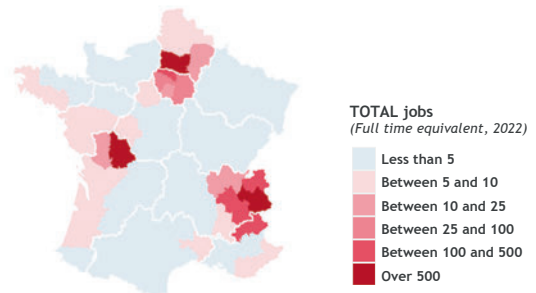 TOTAL jobs
(Full time equivalent, 2022)
Less than 5
Between 5 and 10
Between 10 and 25
Between 25 and 100
Between 100 and 500
Over 500